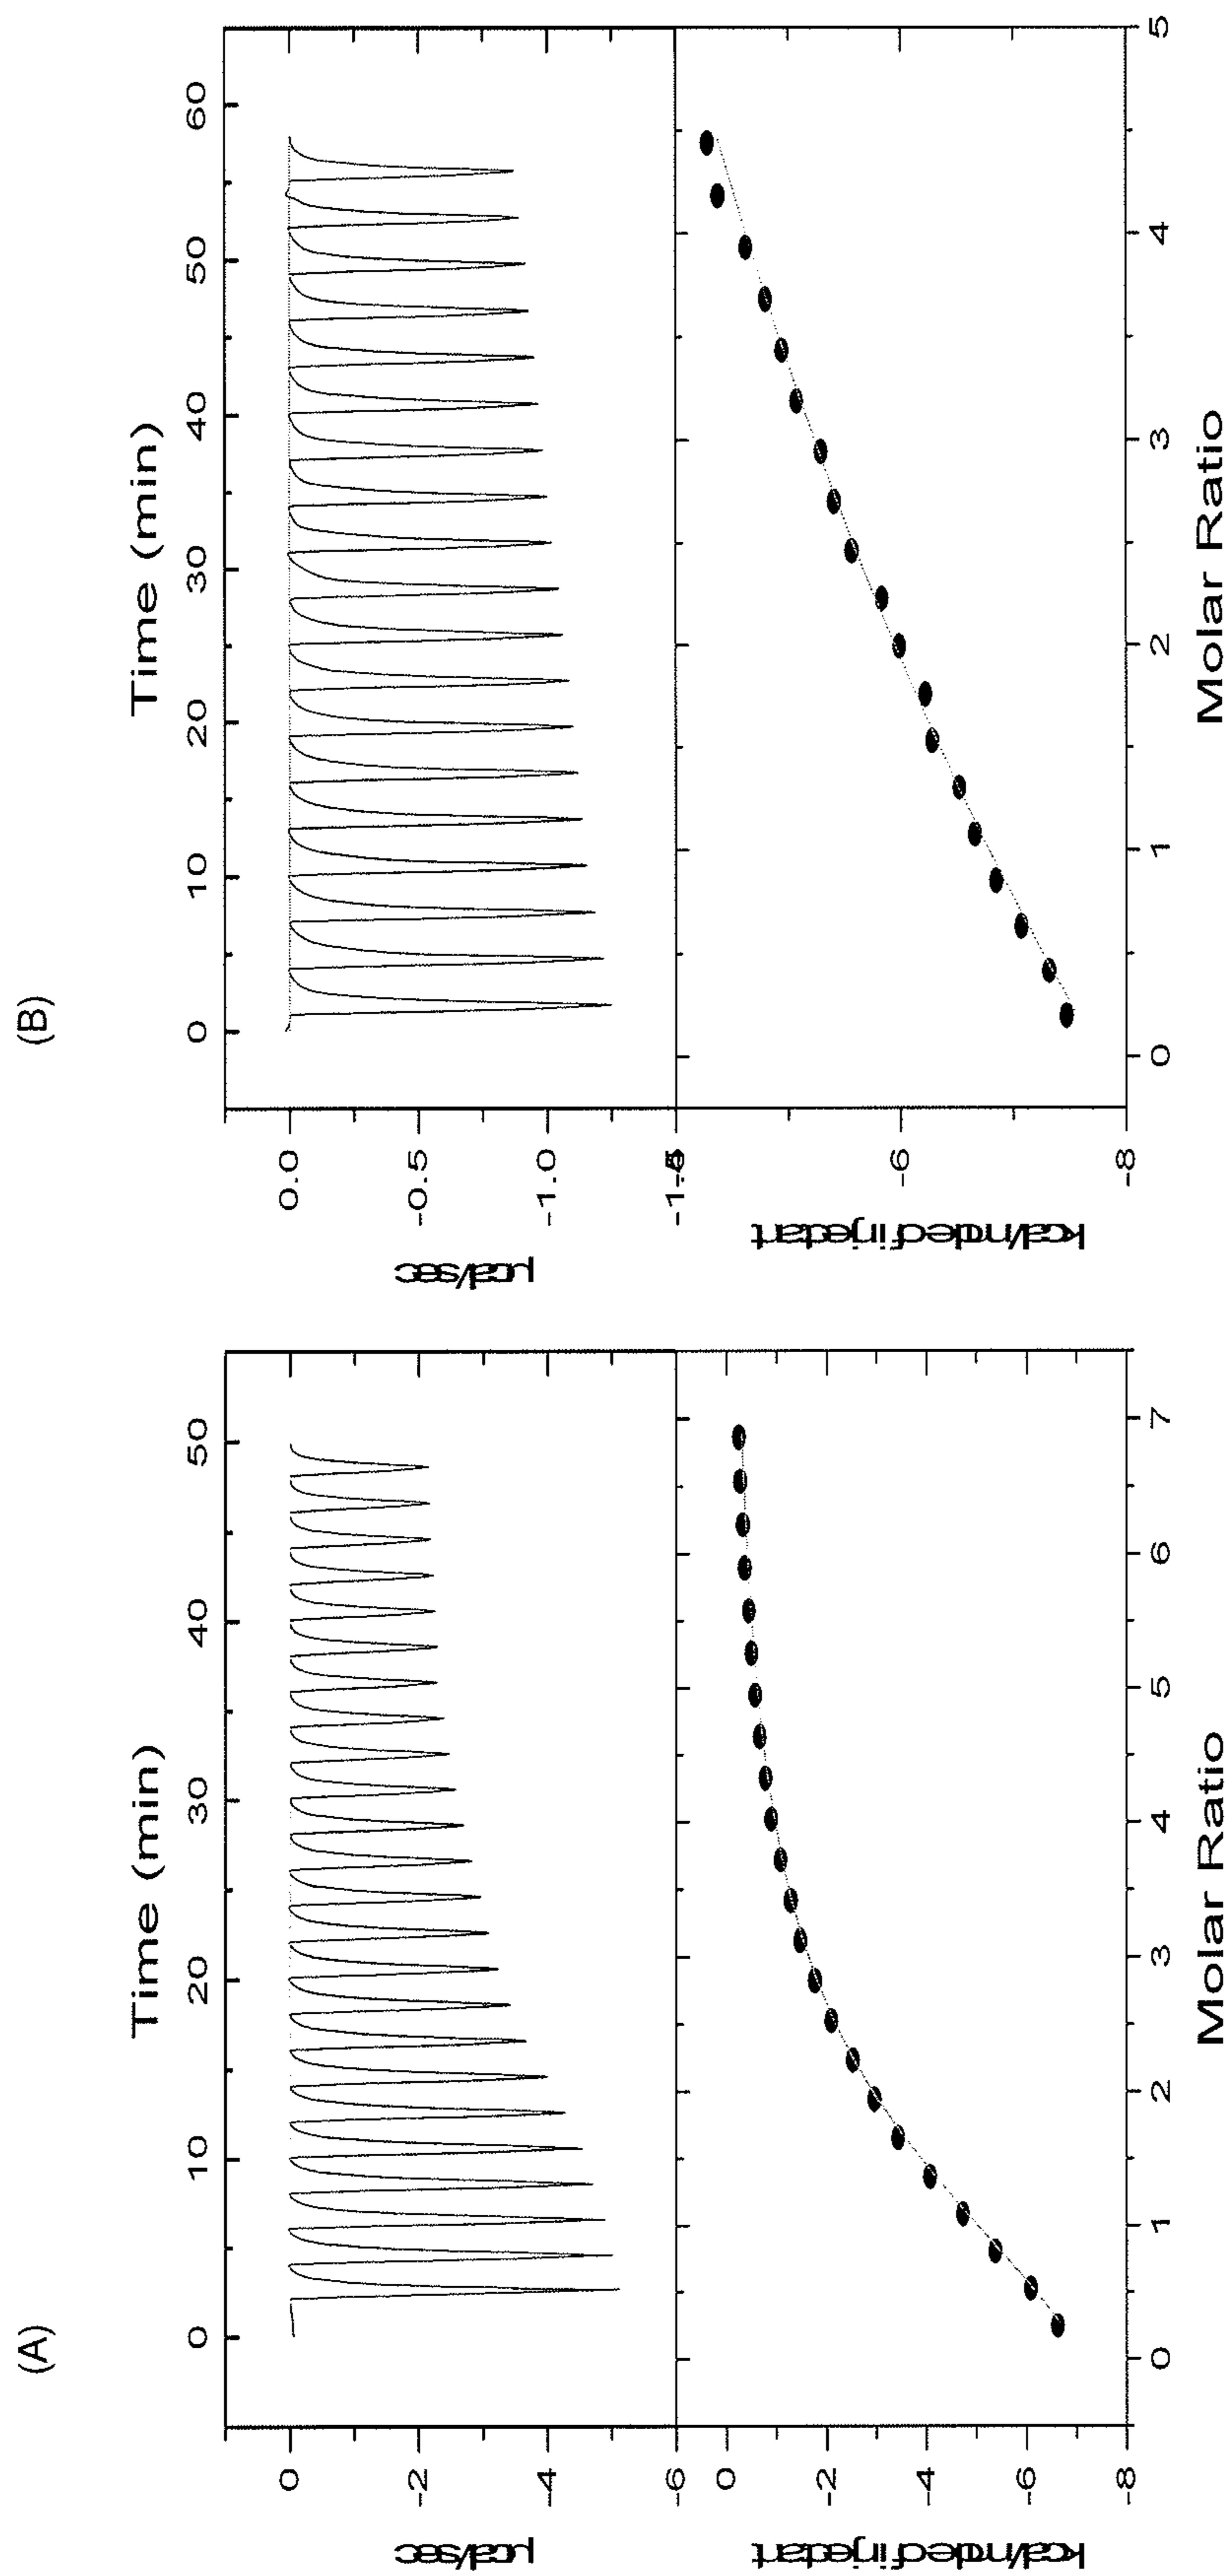 (A)
Time (min)
0 10 20 30 40 50
0
-2
-4
-6
µcal/sec
0
-2
-4
-6
-8
kcal/mole of injectant
0 1 2 3 4 5 6 7
Molar Ratio
(B)
Time (min)
0 10 20 30 40 50 60
0.0
-0.5
-1.0
-1.5
µcal/sec
-6
-8
kcal/mole of injectant
0 1 2 3 4 5
Molar Ratio